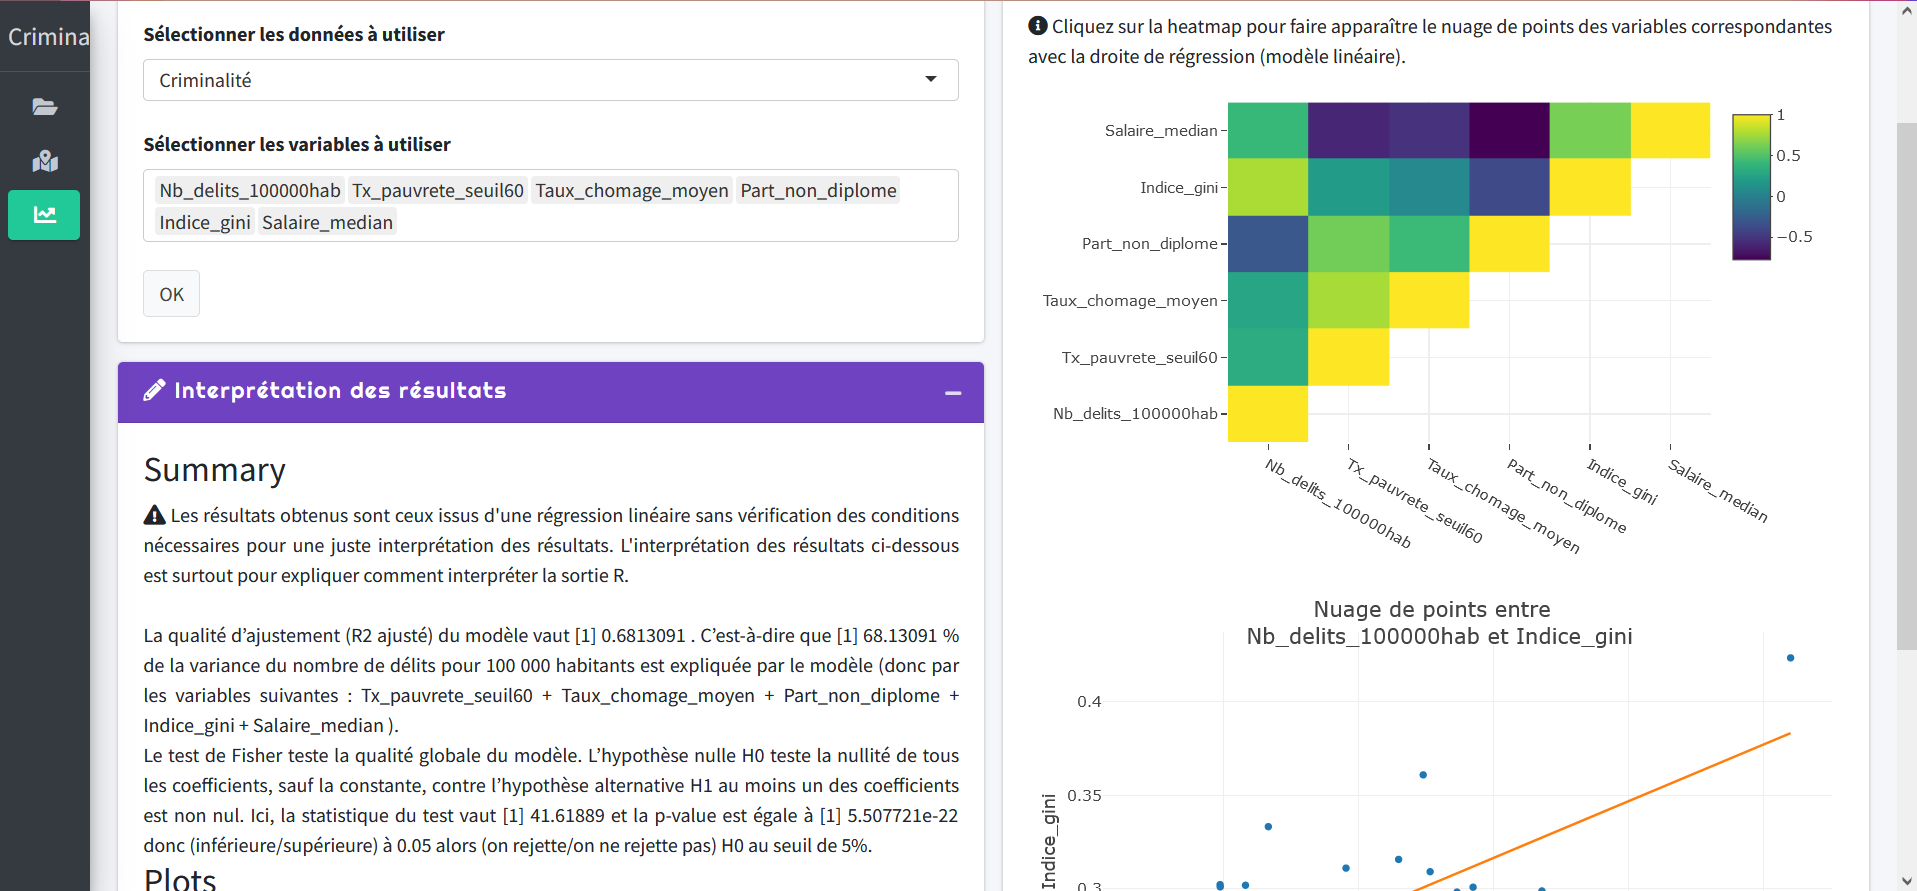 Crimina
Sélectionner les données à utiliser
Criminalité
Sélectionner les variables à utiliser
Nb_delits_100000hab Tx_pauvrete_seuil60 Taux_chomage_moyen Part_non_diplome
Indice_gini Salaire_median
OK
Interprétation des résultats
Summary
Les résultats obtenus sont ceux issus d'une régression linéaire sans vérification des conditions
nécessaires pour une juste interprétation des résultats. L'interprétation des résultats ci-dessous
est surtout pour expliquer comment interpréter la sortie R.
La qualité d’ajustement (R2 ajusté) du modèle vaut [1] 0.6813091 . C’est-à-dire que [1] 68.13091 %
de la variance du nombre de délits pour 100 000 habitants est expliquée par le modèle (donc par
les variables suivantes : Tx_pauvrete_seuil60 + Taux_chomage_moyen + Part_non_diplome +
Indice_gini + Salaire_median ).
Le test de Fisher teste la qualité globale du modèle. L’hypothèse nulle H0 teste la nullité de tous
les coefficients, sauf la constante, contre l’hypothèse alternative H1 au moins un des coefficients
est non nul. Ici, la statistique du test vaut [1] 41.61889 et la p-value est égale à [1] 5.507721e-22
donc (inférieure/supérieure) à 0.05 alors (on rejette/on ne rejette pas) H0 au seuil de 5%.
Plots
Cliquez sur la heatmap pour faire apparaître le nuage de points des variables correspondantes
avec la droite de régression (modèle linéaire).
Salaire_median
Indice_gini
Part_non_diplome
Taux_chomage_moyen
Tx_pauvrete_seuil60
Nb_delits_100000hab
Nb_delits_100000hab
Tx_pauvrete_seuil60
Taux_chomage_moyen
Part_non_diplome
Indice_gini
Salaire_median
1
0.5
0
−0.5
Nuage de points entre
Nb_delits_100000hab et Indice_gini
0.4
0.35
0.3
Indice_gini